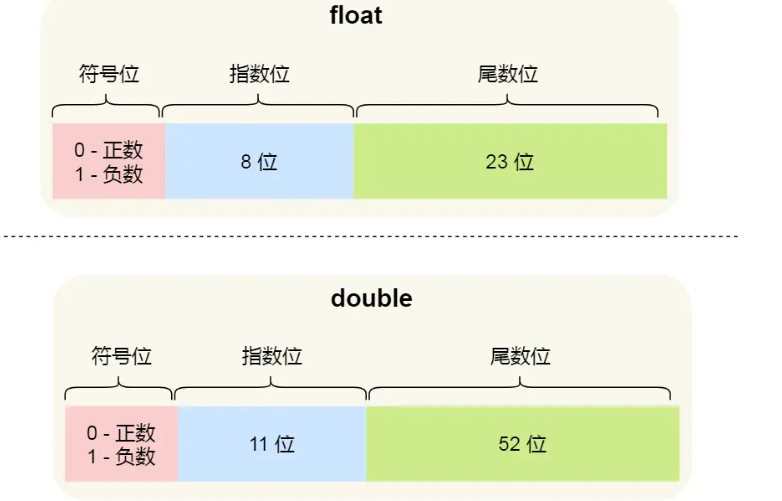 float
符号位 指数位 尾数位
0 - 正数
1 - 负数
8 位
23 位
double
符号位 指数位 尾数位
0 - 正数
1 - 负数
11 位
52 位